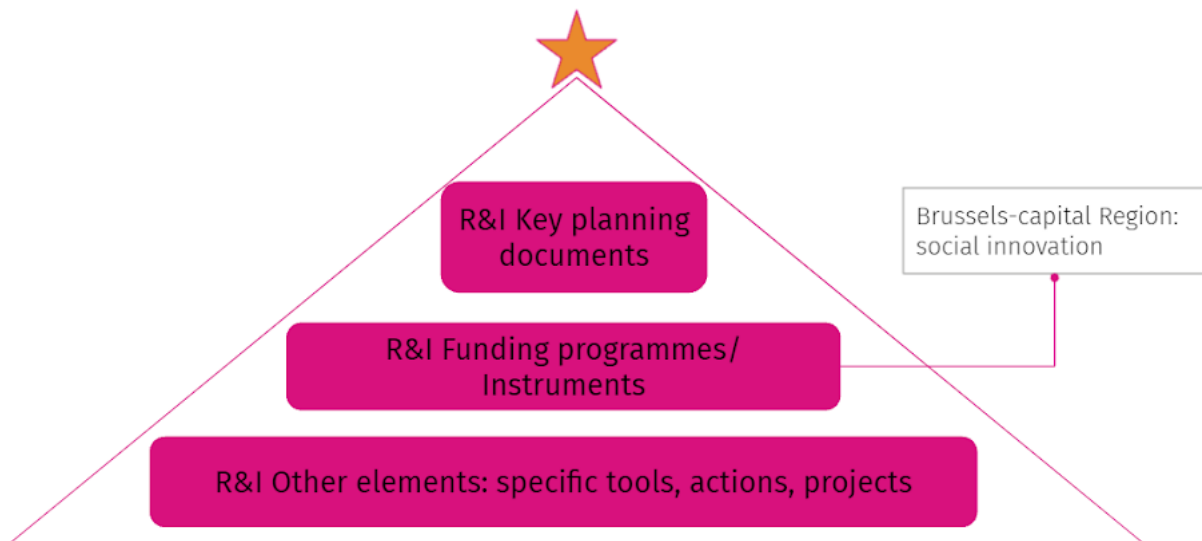 R&I Key planning
documents
Brussels-capital Region:
social innovation
R&I Funding programmes/
Instruments
R&I Other elements: specific tools, actions, projects